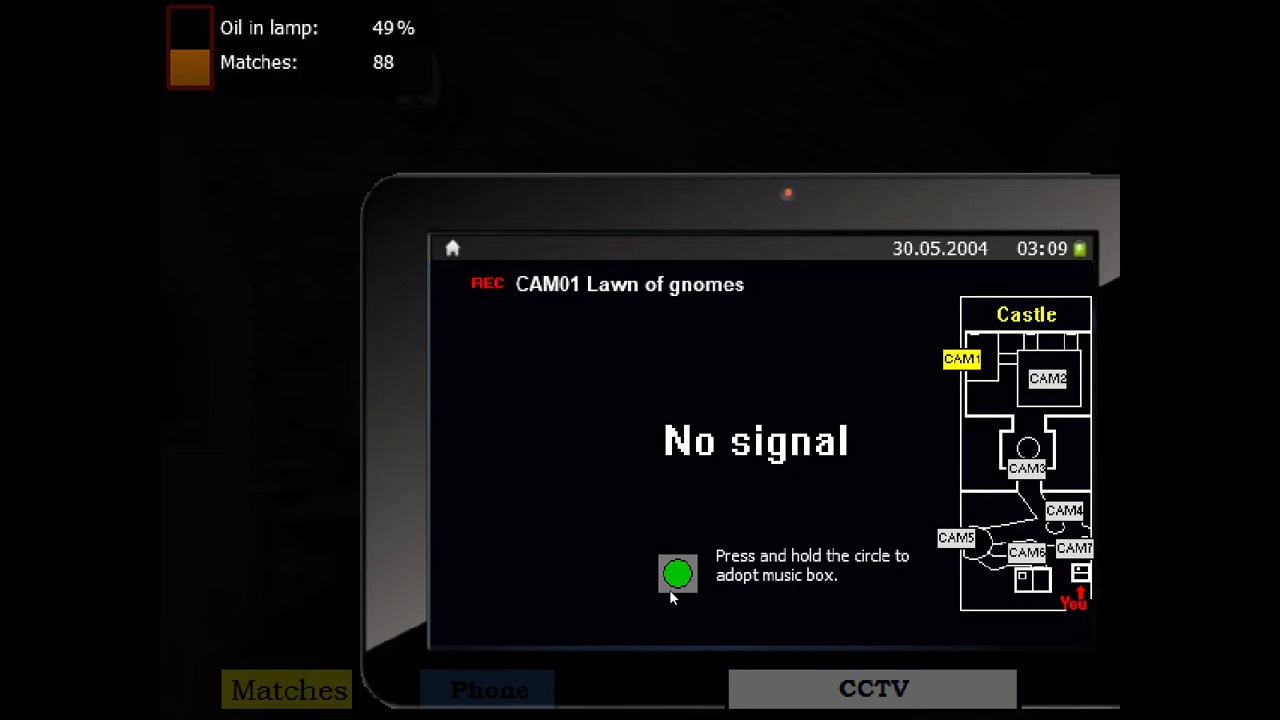 Oil in lamp: 49%
Matches: 88
30.05.2004 03:09
REC CAM01 Lawn of gnomes
Castle
CAM1
CAM2
No signal
CAM3
CAM4
CAM5
CAM6
CAM7
Press and hold the circle to
adopt music box.
You
Matches
Phone
CCTV